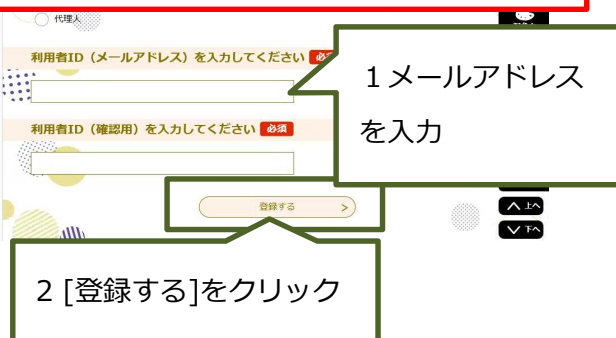 代理人
利用者ID（メールアドレス）を入力してください
1メールアドレス
を入力
利用者ID（確認用）を入力してください 必須
登録する >
上へ
下へ
2 [登録する]をクリック